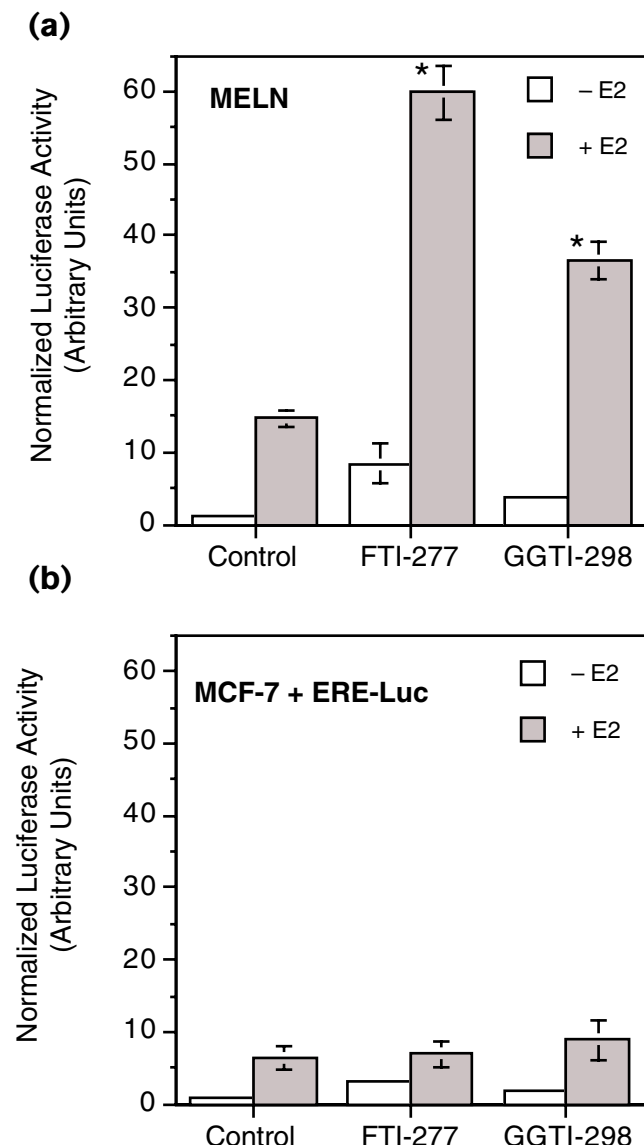 (a)
Normalized Luciferase Activity
(Arbitrary Units)
60
50
40
30
20
10
0
MELN
*
*
– E2
+ E2
Control FTI-277 GGTI-298
(b)
Normalized Luciferase Activity
(Arbitrary Units)
60
50
40
30
20
10
0
MCF-7 + ERE-Luc
– E2
+ E2
Control FTI-277 GGTI-298